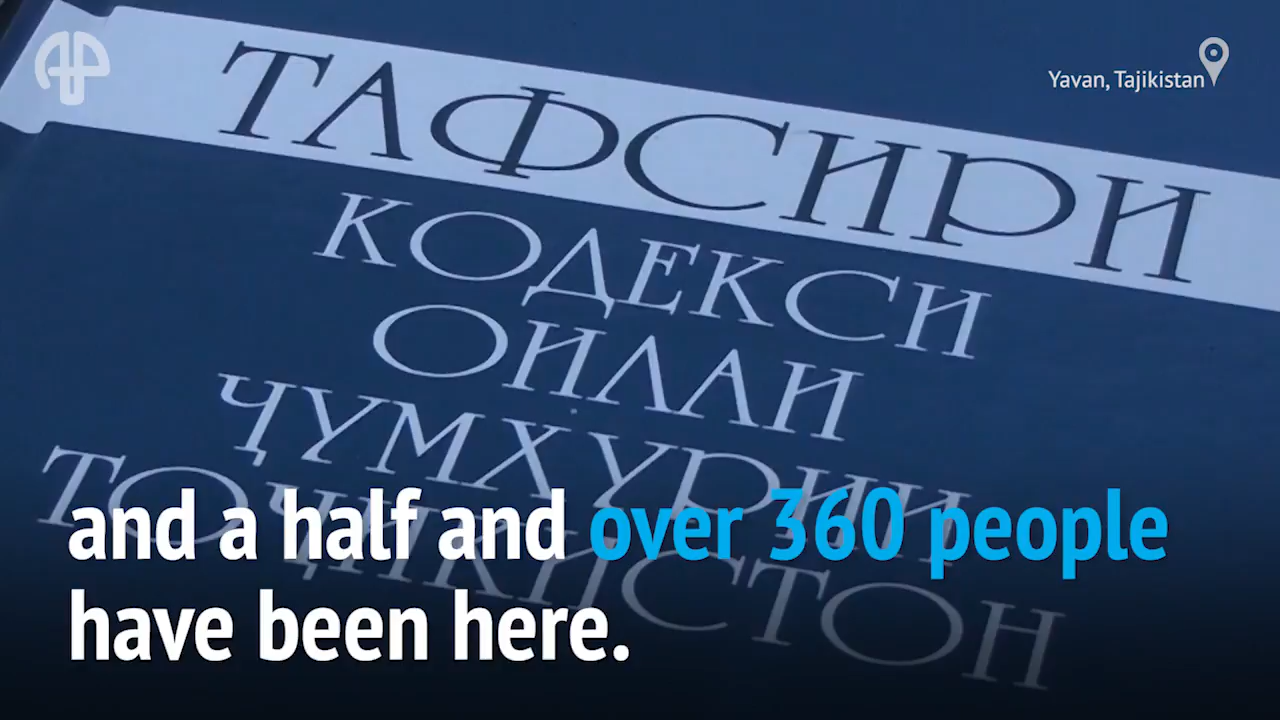 Yavan, Tajikistan
ТАФСИРИ
КОДЕКСИ
ОИЛАИ
ҶУМҲУРИИ
ТОҶИКИСТОН
and a half and over 360 people
have been here.